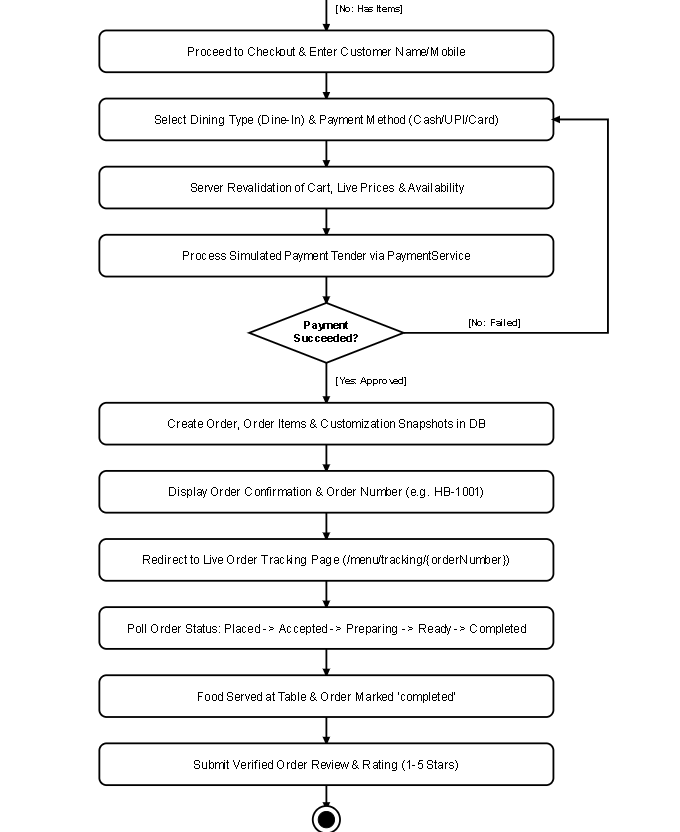 [No: Has Items]
Proceed to Checkout & Enter Customer Name/Mobile
Select Dining Type (Dine-In) & Payment Method (Cash/UPI/Card)
Server Revalidation of Cart, Live Prices & Availability
Process Simulated Payment Tender via PaymentService
Payment
Succeeded?
[No: Failed]
[Yes: Approved]
Create Order, Order Items & Customization Snapshots in DB
Display Order Confirmation & Order Number (e.g. HB-1001)
Redirect to Live Order Tracking Page (/menu/tracking/{orderNumber})
Poll Order Status: Placed -> Accepted -> Preparing -> Ready -> Completed
Food Served at Table & Order Marked 'completed'
Submit Verified Order Review & Rating (1-5 Stars)